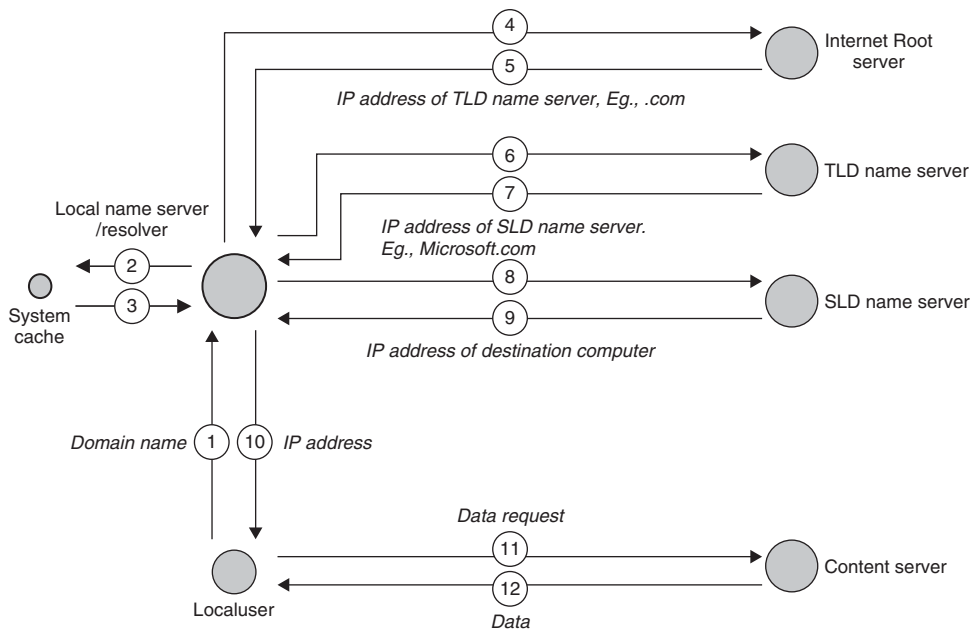 4
Internet Root
server
5
IP address of TLD name server, Eg., .com
6
TLD name server
7
Local name server
/resolver
IP address of SLD name server.
Eg., Microsoft.com
2
8
3
SLD name server
System
cache
9
IP address of destination computer
Domain name
1
10
IP address
Data request
11
Content server
12
Localuser
Data